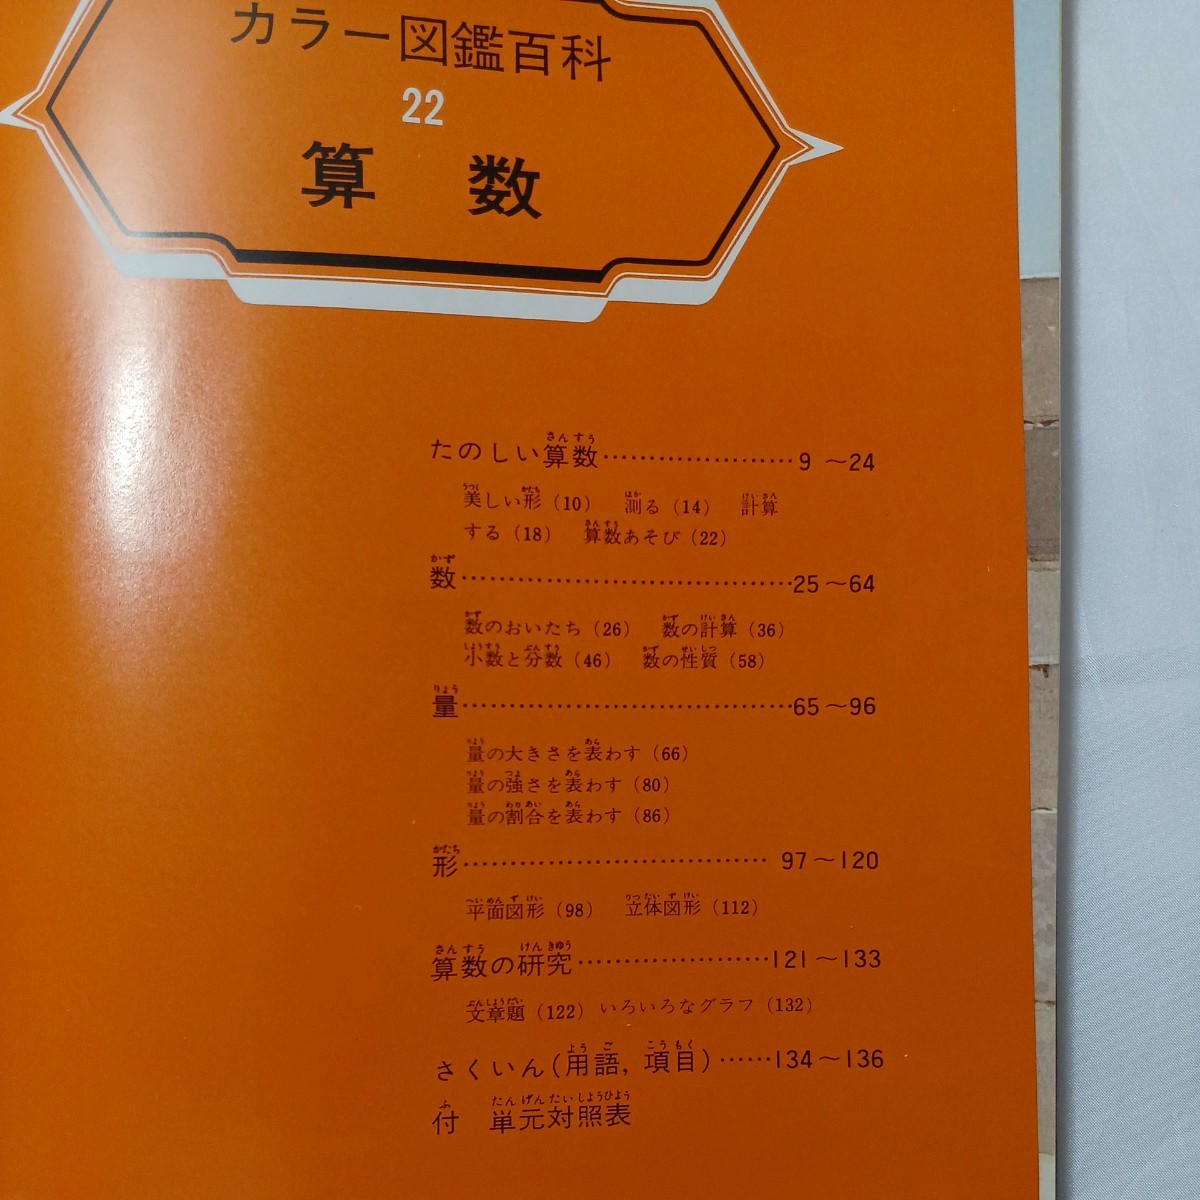 カラー図鑑百科
22
算数
たのしい算数……………………9～24
美しい形(10) 測る(14) 計算
する(18) 算数あそび(22)
数……………………………………25～64
数のおいたち(26) 数の計算(36)
小数と分数(46) 数の性質(58)
量……………………………………65～96
量の大きさを表わす(66)
量の強さを表わす(80)
量の割合を表わす(86)
形…………………………………97～120
平面図形(98) 立体図形(112)
算数の研究……………………121～133
文章題(122) いろいろなグラフ(132)
さくいん(用語, 項目)……134～136
付 単元対照表